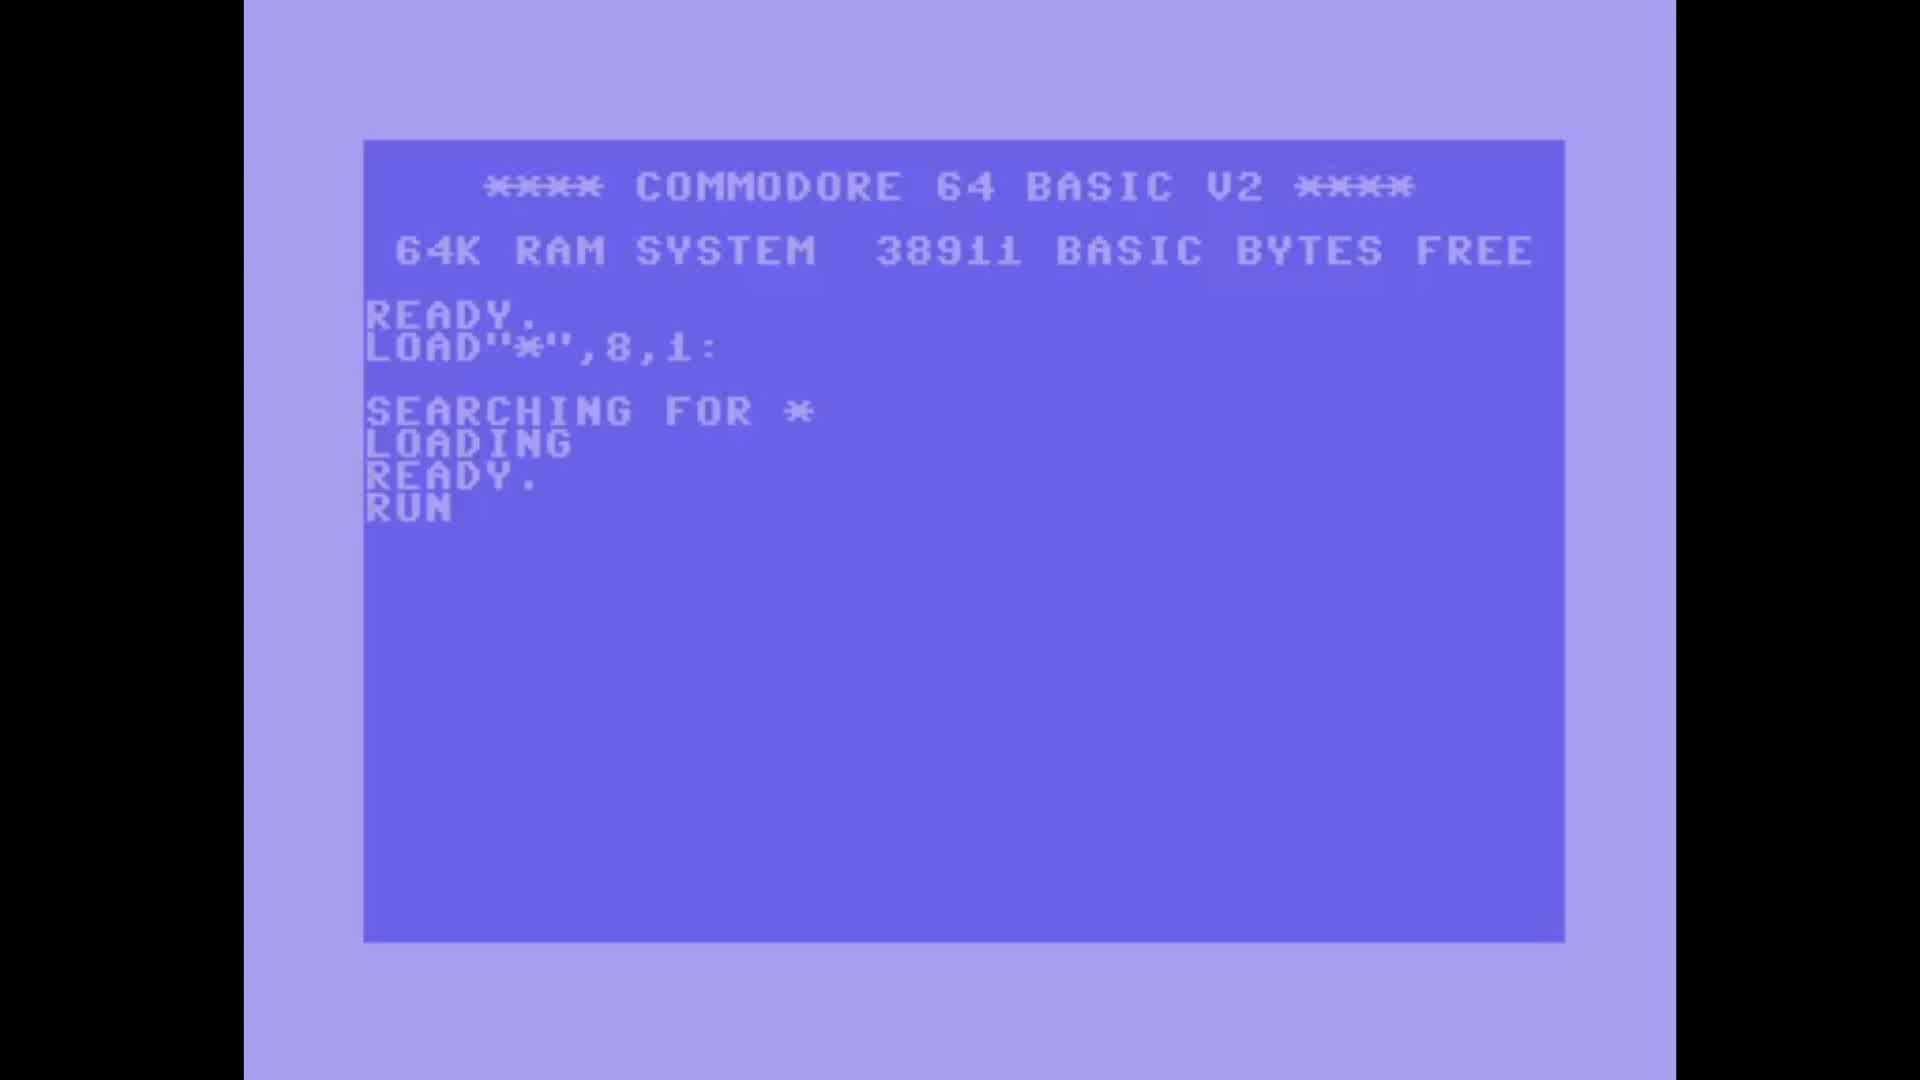 **** COMMODORE 64 BASIC V2 ****
64K RAM SYSTEM  38911 BASIC BYTES FREE
READY.
LOAD"*",8,1:
SEARCHING FOR *
LOADING
READY.
RUN